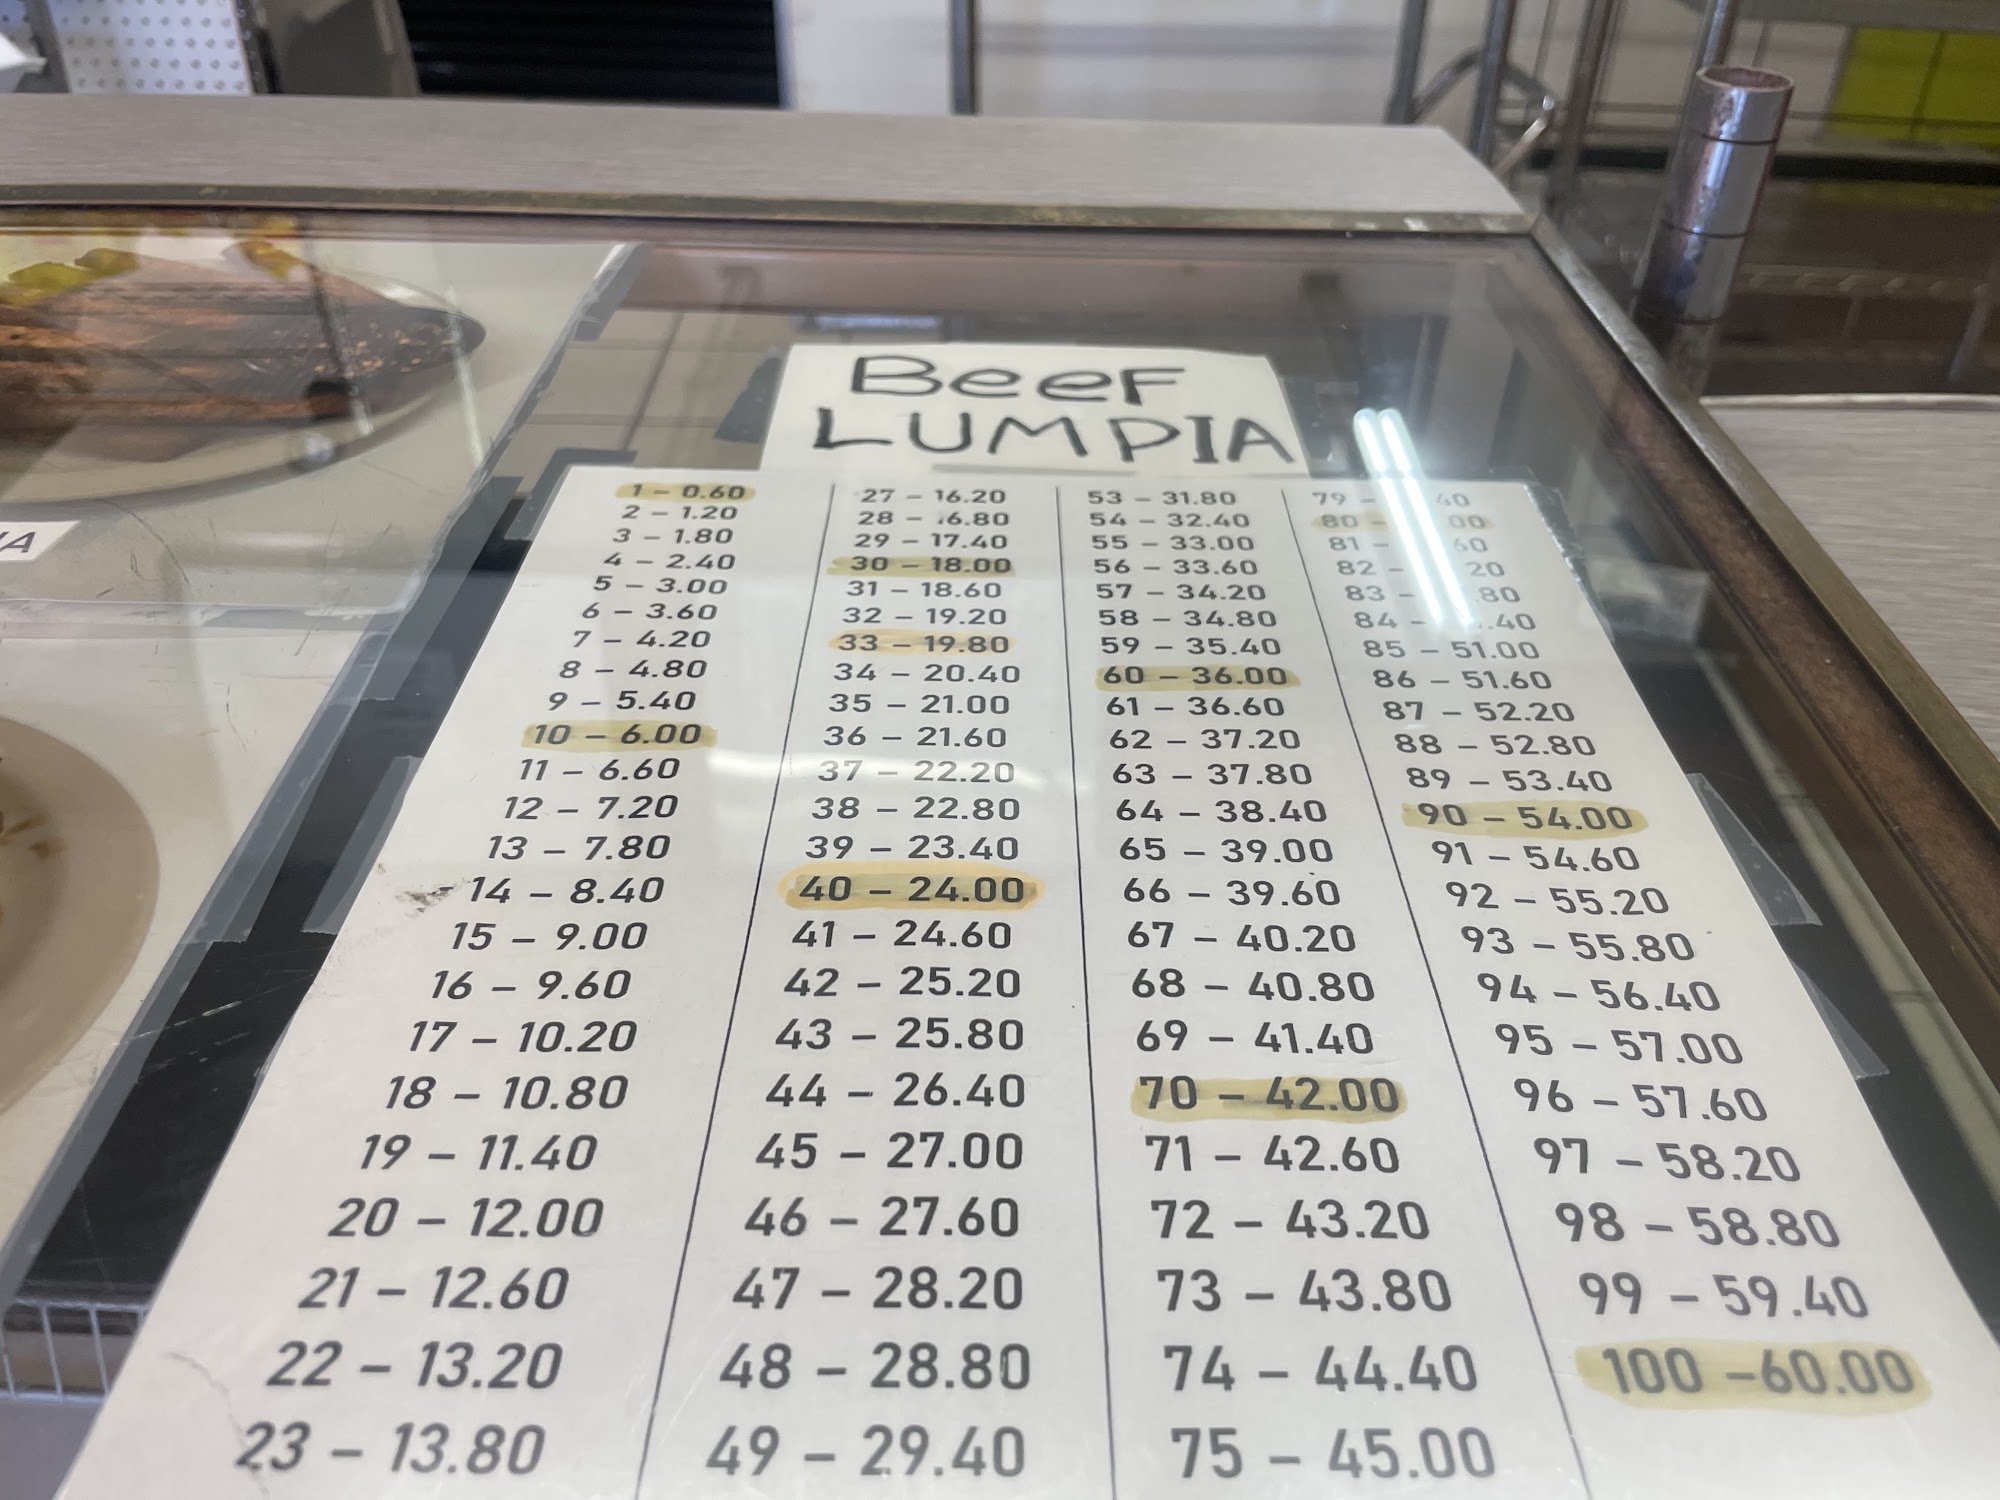 Beef
LUMPIA
1 – 0.60
2 – 1.20
3 – 1.80
4 – 2.40
5 – 3.00
6 – 3.60
7 – 4.20
8 – 4.80
9 – 5.40
10 – 6.00
11 – 6.60
12 – 7.20
13 – 7.80
14 – 8.40
15 – 9.00
16 – 9.60
17 – 10.20
18 – 10.80
19 – 11.40
20 – 12.00
21 – 12.60
22 – 13.20
23 – 13.80
27 – 16.20
28 – 16.80
29 – 17.40
30 – 18.00
31 – 18.60
32 – 19.20
33 – 19.80
34 – 20.40
35 – 21.00
36 – 21.60
37 – 22.20
38 – 22.80
39 – 23.40
40 – 24.00
41 – 24.60
42 – 25.20
43 – 25.80
44 – 26.40
45 – 27.00
46 – 27.60
47 – 28.20
48 – 28.80
49 – 29.40
53 – 31.80
54 – 32.40
55 – 33.00
56 – 33.60
57 – 34.20
58 – 34.80
59 – 35.40
60 – 36.00
61 – 36.60
62 – 37.20
63 – 37.80
64 – 38.40
65 – 39.00
66 – 39.60
67 – 40.20
68 – 40.80
69 – 41.40
70 – 42.00
71 – 42.60
72 – 43.20
73 – 43.80
74 – 44.40
75 – 45.00
79 –
80 –
81 –
82 –
83 –
84 –
85 – 51.00
86 – 51.60
87 – 52.20
88 – 52.80
89 – 53.40
90 – 54.00
91 – 54.60
92 – 55.20
93 – 55.80
94 – 56.40
95 – 57.00
96 – 57.60
97 – 58.20
98 – 58.80
99 – 59.40
100 – 60.00